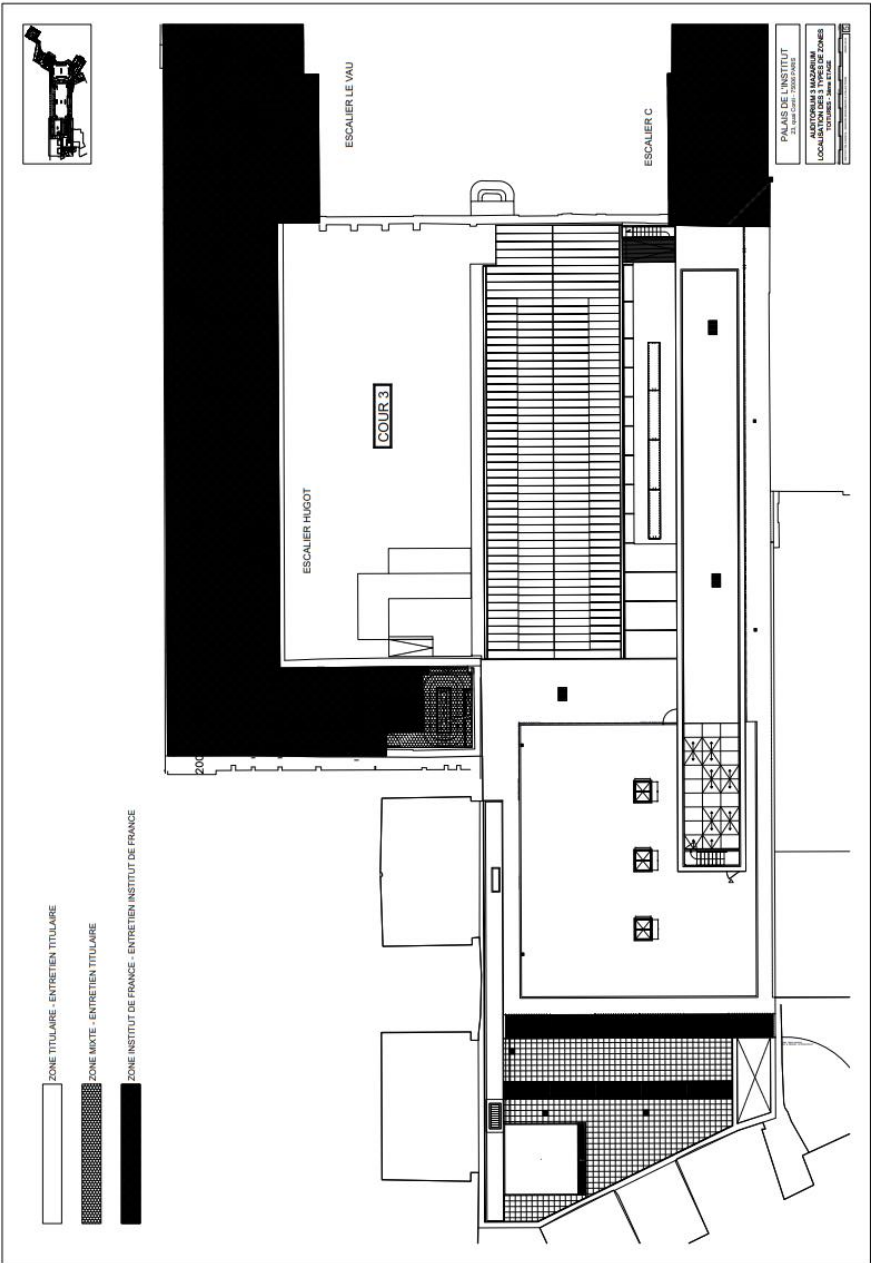 PALAIS DE L'INSTITUT
23, quai Conti - 75006 PARIS
AUDITORIUM 3 MAZARIUM
LOCALISATION DES 3 TYPES DE ZONES
TOITURES - 3ème ETAGE
ESCALIER LE VAU
ESCALIER C
COUR 3
ESCALIER HUGOT
200
ZONE TITULAIRE - ENTRETIEN TITULAIRE
ZONE MIXTE - ENTRETIEN TITULAIRE
ZONE INSTITUT DE FRANCE - ENTRETIEN INSTITUT DE FRANCE